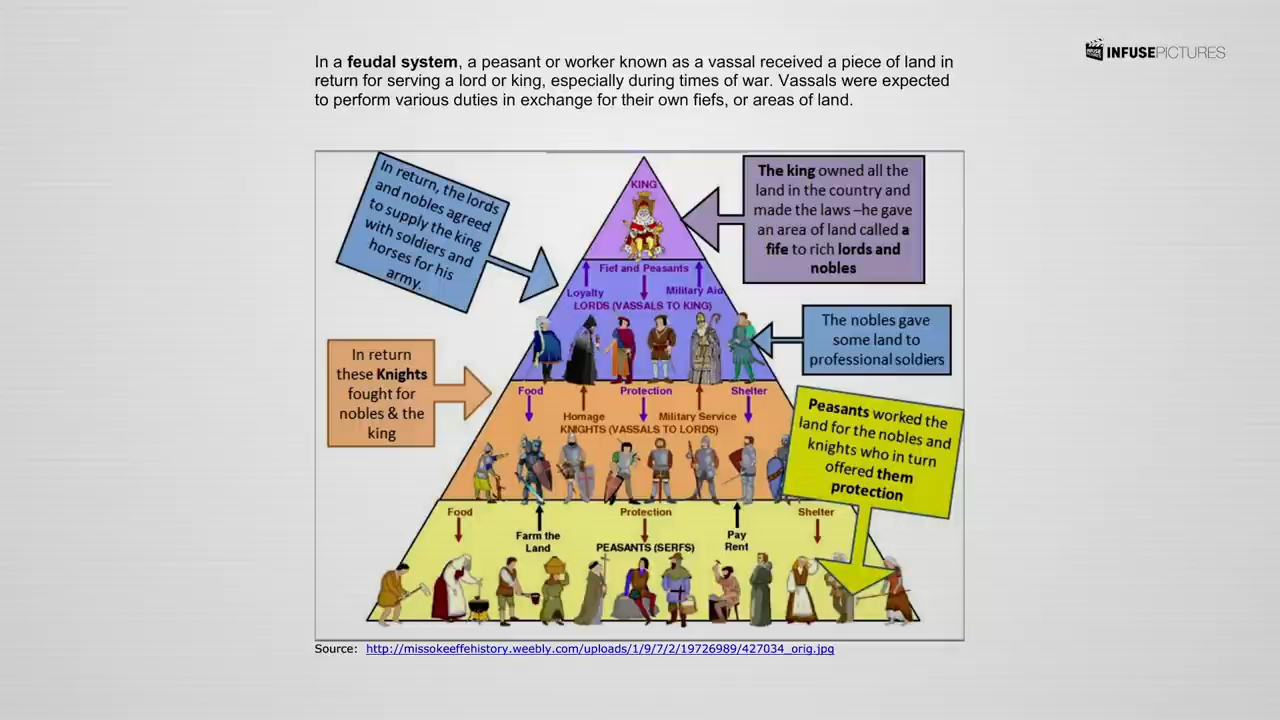 INFUSEPICTURES
In a feudal system, a peasant or worker known as a vassal received a piece of land in
return for serving a lord or king, especially during times of war. Vassals were expected
to perform various duties in exchange for their own fiefs, or areas of land.
In return, the lords
and nobles agreed
to supply the king
with soldiers and
horses for his
army.
KING
The king owned all the
land in the country and
made the laws –he gave
an area of land called a
fife to rich lords and
nobles
Fief and Peasants
Loyalty
Military Aid
LORDS (VASSALS TO KING)
The nobles gave
some land to
professional soldiers
In return
these Knights
fought for
nobles & the
king
Food
Protection
Shelter
Homage
Military Service
KNIGHTS (VASSALS TO LORDS)
Peasants worked the
land for the nobles and
knights who in turn
offered them
protection
Food
Protection
Shelter
Farm the
Land
PEASANTS (SERFS)
Pay
Rent
Source: http://missokeeffehistory.weebly.com/uploads/1/9/7/2/19726989/427034_orig.jpg